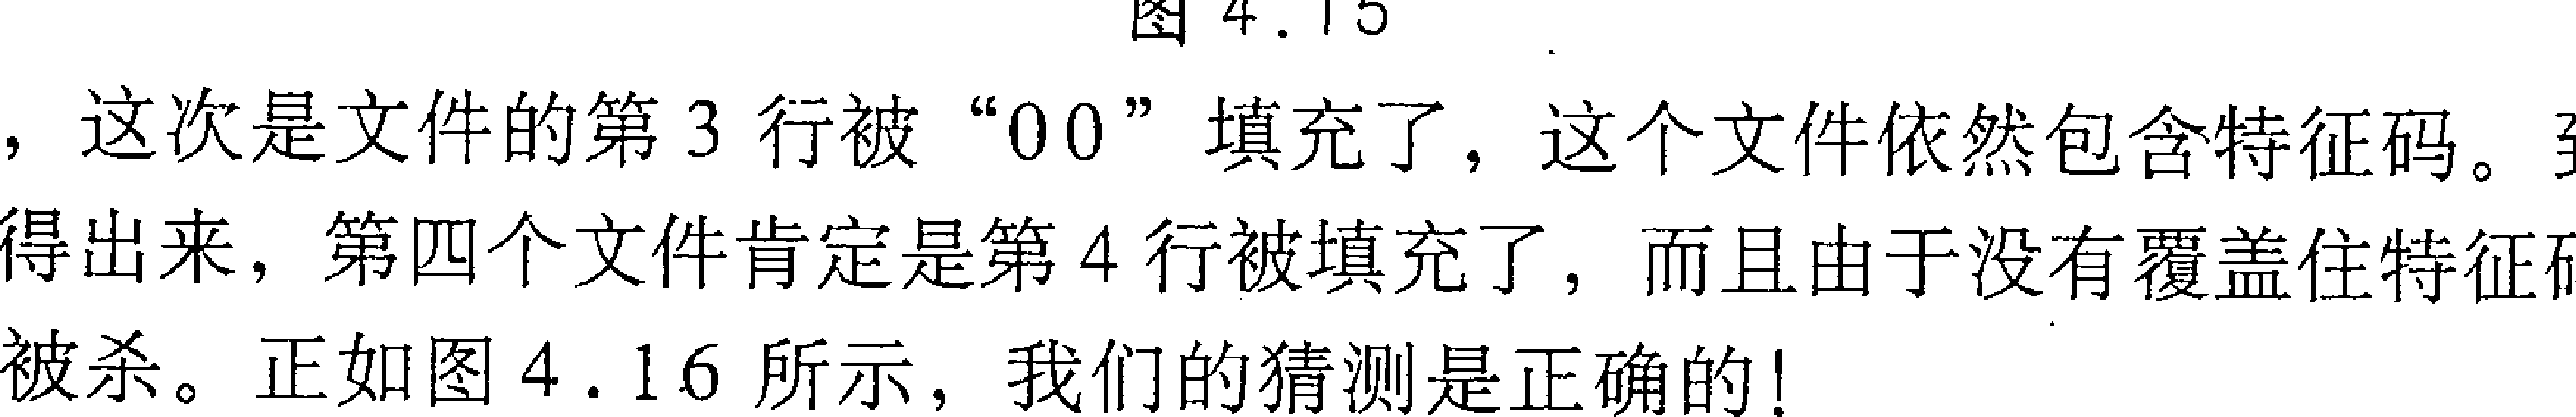 图 4.15
，这次是文件的第 3 行被“00”填充了，这个文件依然包含特征码。
得出来，第四个文件肯定是第 4 行被填充了，而且由于没有覆盖住特征
被杀。正如图 4.16 所示，我们的猜测是正确的！